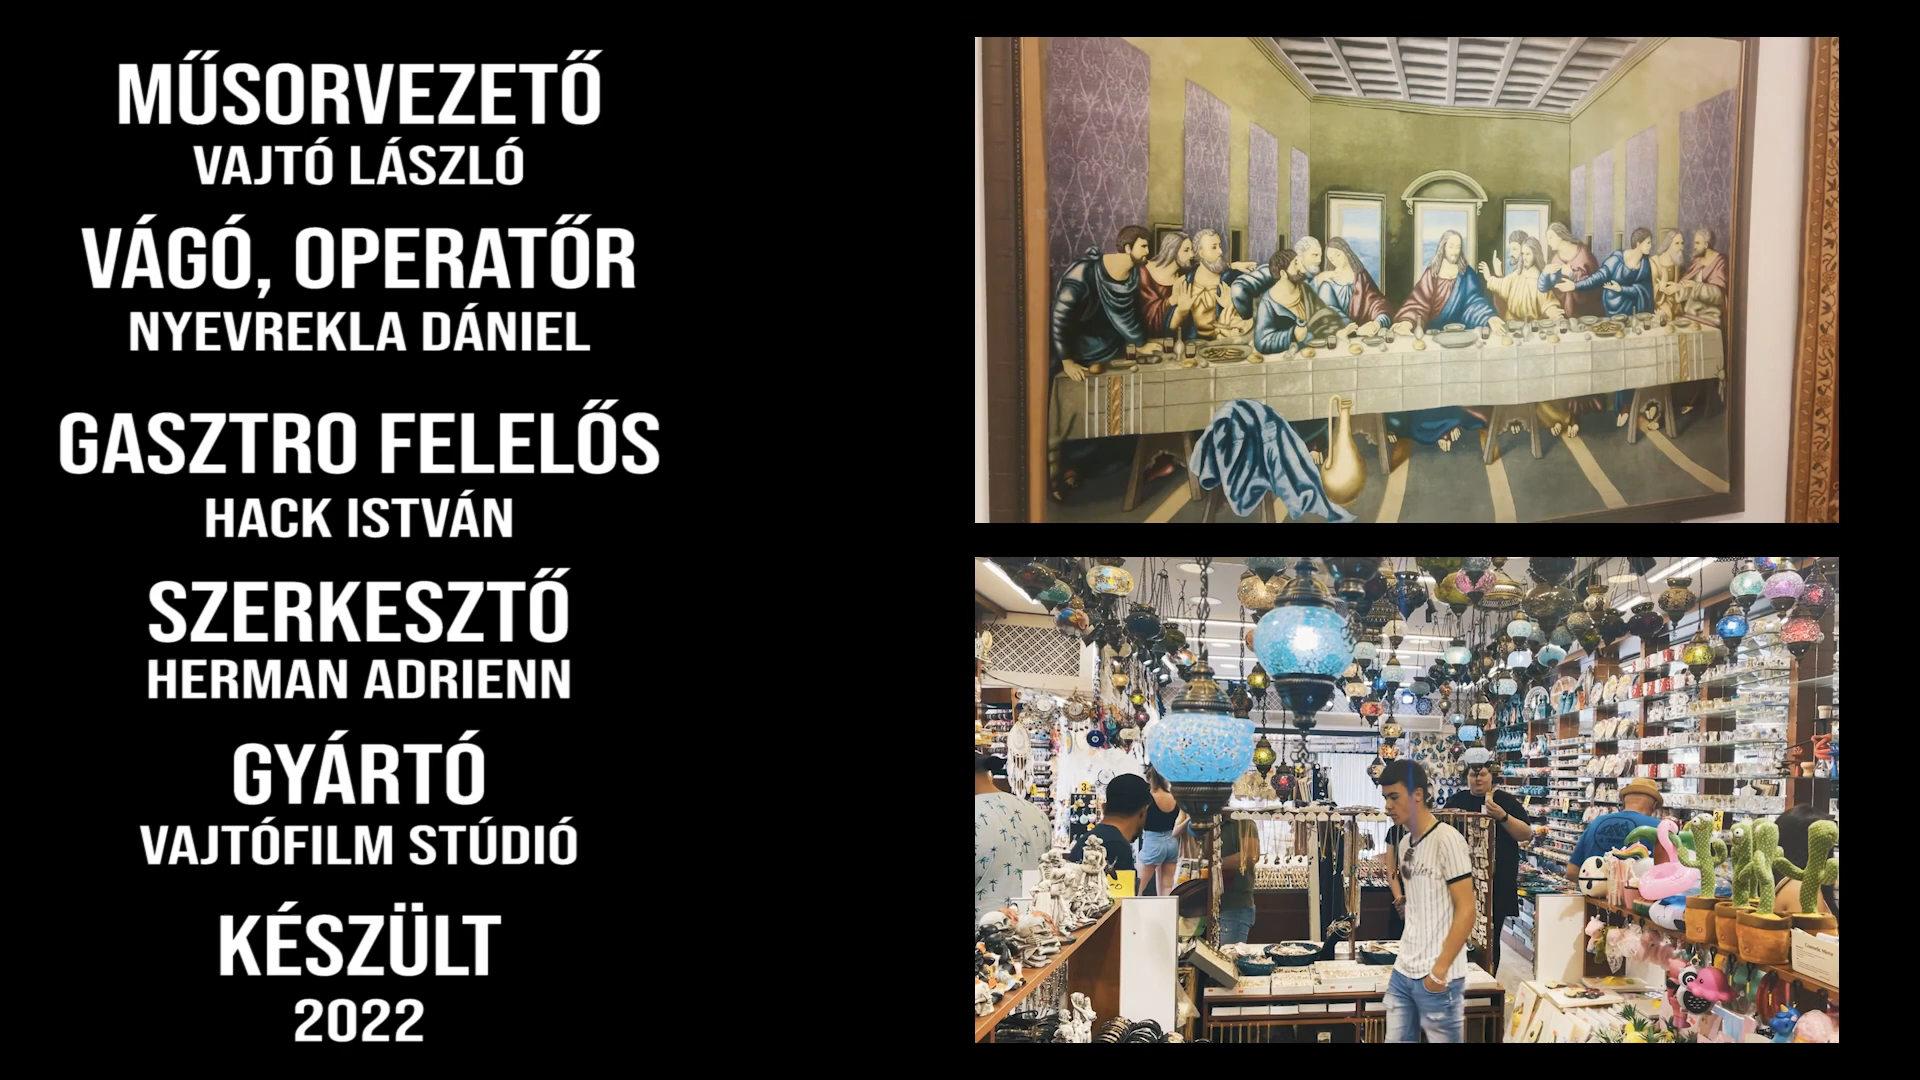 MŰSORVEZETŐ
VAJTÓ LÁSZLÓ
VÁGÓ, OPERATŐR
NYEVREKLA DÁNIEL
GASZTRO FELELŐS
HACK ISTVÁN
SZERKESZTŐ
HERMAN ADRIENN
GYÁRTÓ
VAJTÓFILM STÚDIÓ
KÉSZÜLT
2022